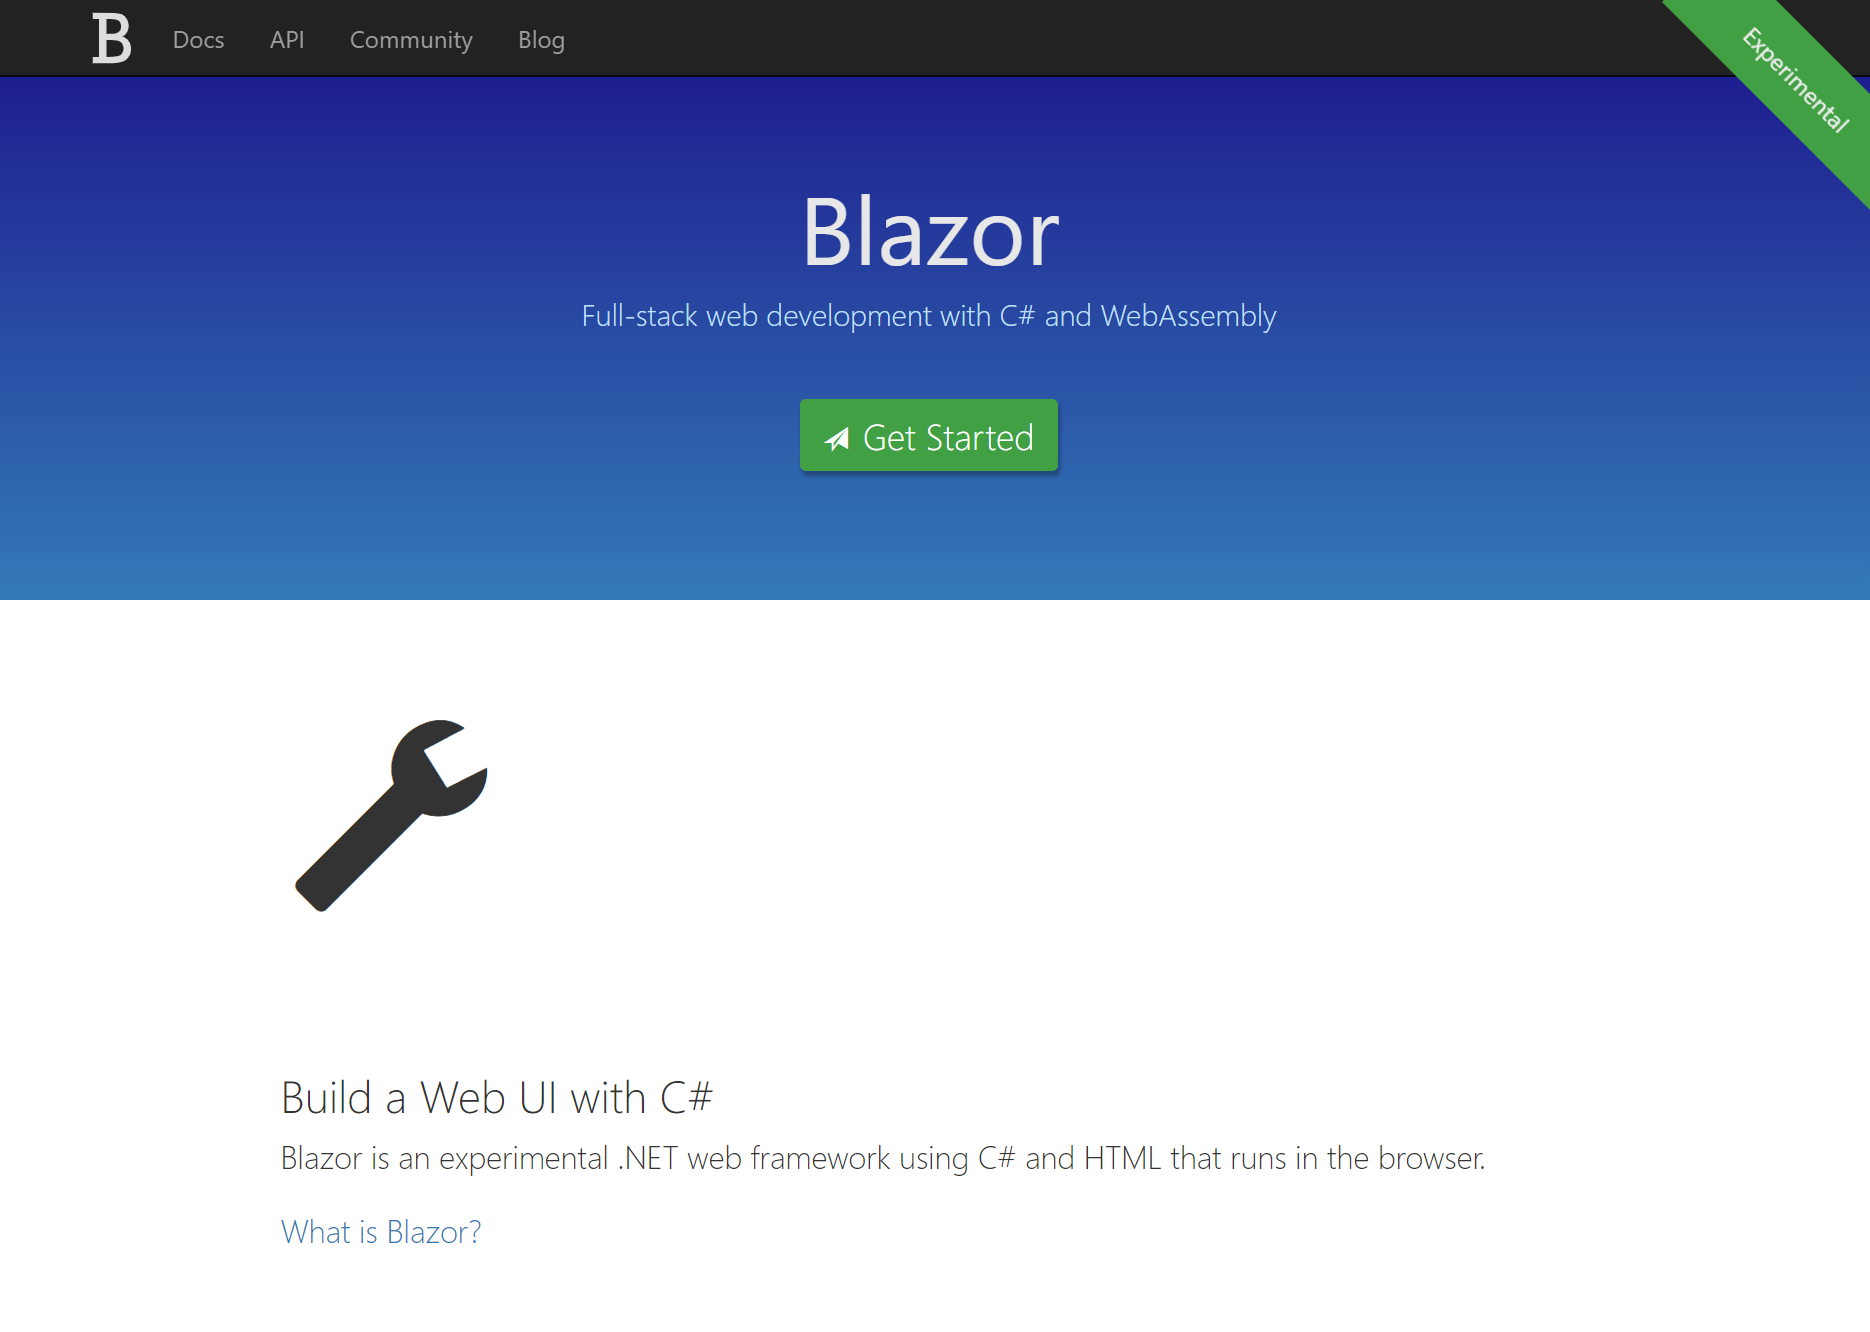 B
Docs
API
Community
Blog
Experimental
Blazor
Full-stack web development with C# and WebAssembly
Get Started
Build a Web UI with C#
Blazor is an experimental .NET web framework using C# and HTML that runs in the browser.
What is Blazor?